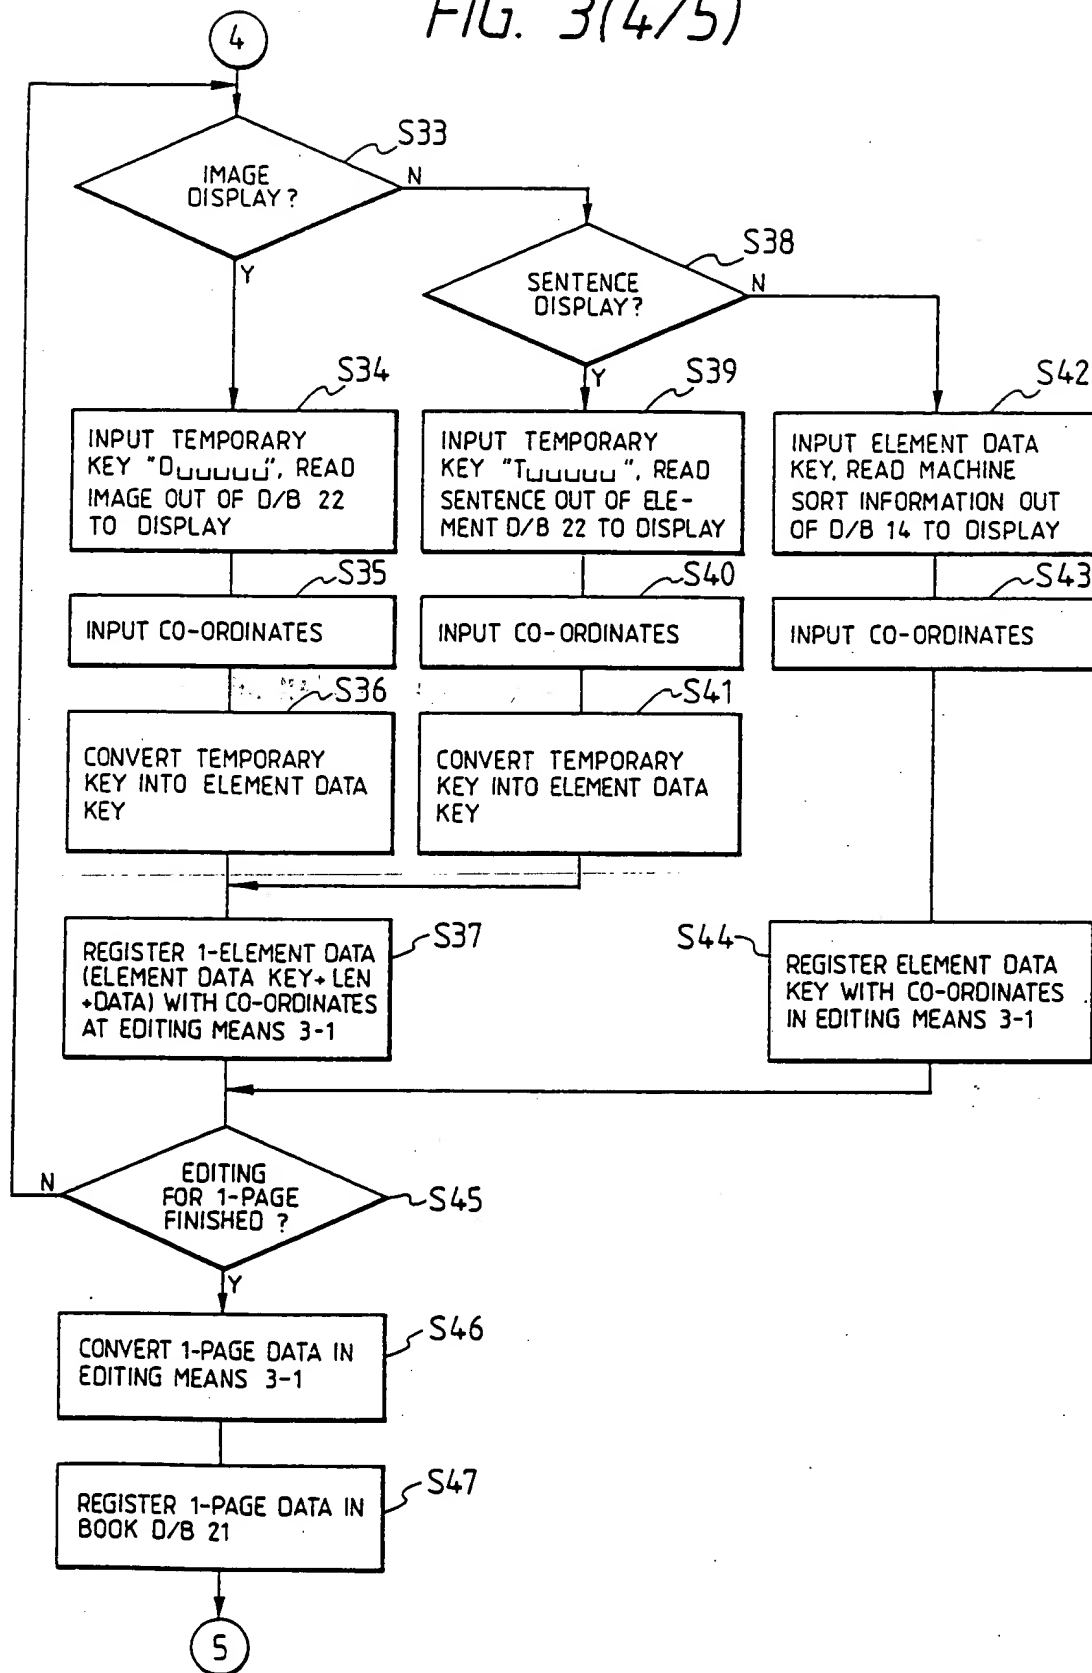 FIG. 3(4/5)
4
S33
IMAGE
DISPLAY?
N
Y
S38
SENTENCE
DISPLAY?
N
Y
S34
INPUT TEMPORARY
KEY "D␣␣␣␣␣", READ
IMAGE OUT OF D/B 22
TO DISPLAY
S39
INPUT TEMPORARY
KEY "T␣␣␣␣␣", READ
SENTENCE OUT OF ELE-
MENT D/B 22 TO DISPLAY
S42
INPUT ELEMENT DATA
KEY, READ MACHINE
SORT INFORMATION OUT
OF D/B 14 TO DISPLAY
S35
INPUT CO-ORDINATES
S40
INPUT CO-ORDINATES
S43
INPUT CO-ORDINATES
S36
CONVERT TEMPORARY
KEY INTO ELEMENT DATA
KEY
S41
CONVERT TEMPORARY
KEY INTO ELEMENT DATA
KEY
S37
REGISTER 1-ELEMENT DATA
(ELEMENT DATA KEY+LEN
+DATA) WITH CO-ORDINATES
AT EDITING MEANS 3-1
S44
REGISTER ELEMENT DATA
KEY WITH CO-ORDINATES
IN EDITING MEANS 3-1
S45
EDITING
FOR 1-PAGE
FINISHED ?
N
Y
S46
CONVERT 1-PAGE DATA IN
EDITING MEANS 3-1
S47
REGISTER 1-PAGE DATA IN
BOOK D/B 21
5